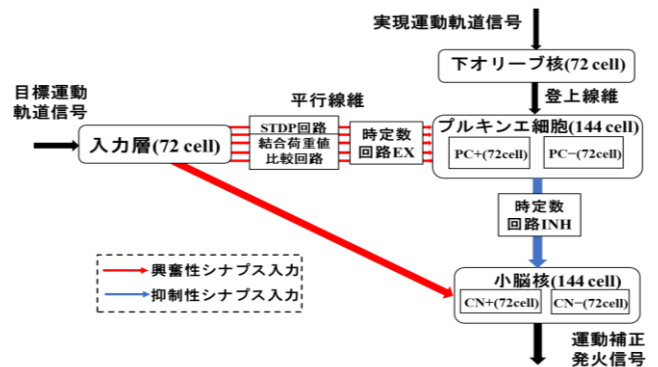 実現運動軌道信号
下オリーブ核(72 cell)
登上線維
目標運動
軌道信号
平行線維
入力層(72 cell)
STDP回路
結合荷重値
比較回路
時定数
回路EX
プルキンエ細胞(144 cell)
PC+(72cell)
PC−(72cell)
時定数
回路INH
興奮性シナプス入力
抑制性シナプス入力
小脳核(144 cell)
CN+(72cell)
CN−(72cell)
運動補正
発火信号